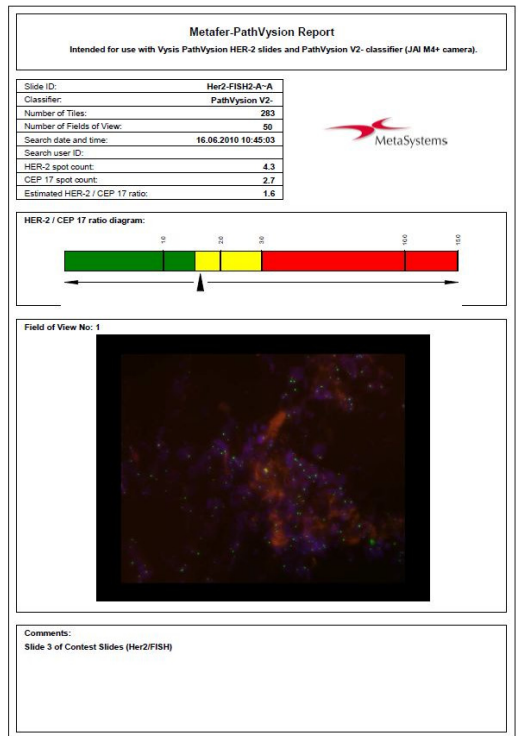 Metafer-PathVysion Report
Intended for use with Vysis PathVysion HER-2 slides and PathVysion V2- classifier (JAI M4+ camera).
Slide ID: Her2-FISH2-A~A
Classifier: PathVysion V2-
Number of Tiles: 283
Number of Fields of View: 50
Search date and time: 16.06.2010 10:45:03
Search user ID:
HER-2 spot count: 4.3
CEP 17 spot count: 2.7
Estimated HER-2 / CEP 17 ratio: 1.6
MetaSystems
HER-2 / CEP 17 ratio diagram:
1.0 2.0 3.0 10.0 15.0
Field of View No: 1
Comments:
Slide 3 of Contest Slides (Her2/FISH)